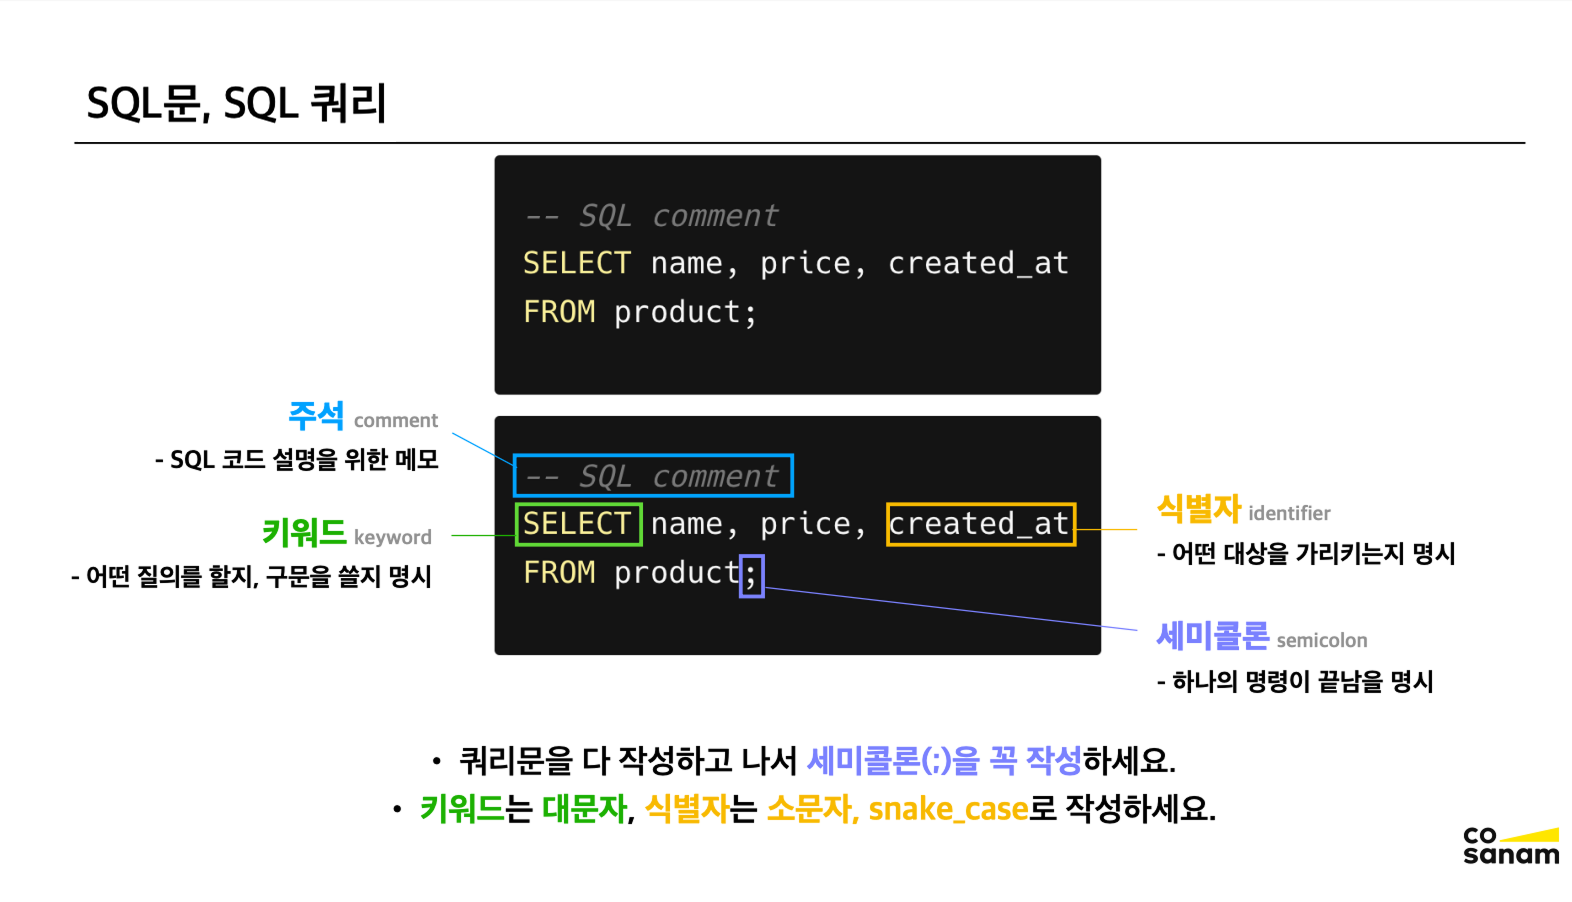 SQL문, SQL 쿼리
-- SQL comment
SELECT name, price, created_at
FROM product;
주석 comment
- SQL 코드 설명을 위한 메모
키워드 keyword
- 어떤 질의를 할지, 구문을 쓸지 명시
-- SQL comment
SELECT name, price, created_at
FROM product;
식별자 identifier
- 어떤 대상을 가리키는지 명시
세미콜론 semicolon
- 하나의 명령이 끝남을 명시
• 쿼리문을 다 작성하고 나서 세미콜론(;)을 꼭 작성하세요.
• 키워드는 대문자, 식별자는 소문자, snake_case로 작성하세요.
co
sanam